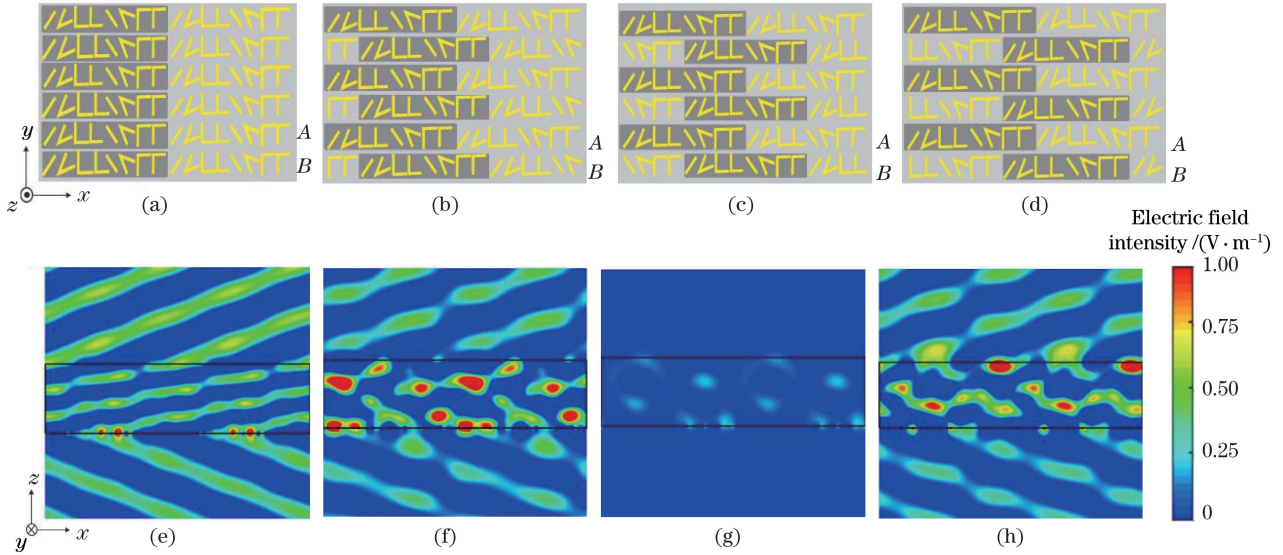 A
B
y
z
x
(a)
A
B
(b)
A
B
(c)
A
B
(d)
Electric field
intensity /(V · m⁻¹)
1.00
0.75
0.50
0.25
0
z
y
x
(e)
(f)
(g)
(h)